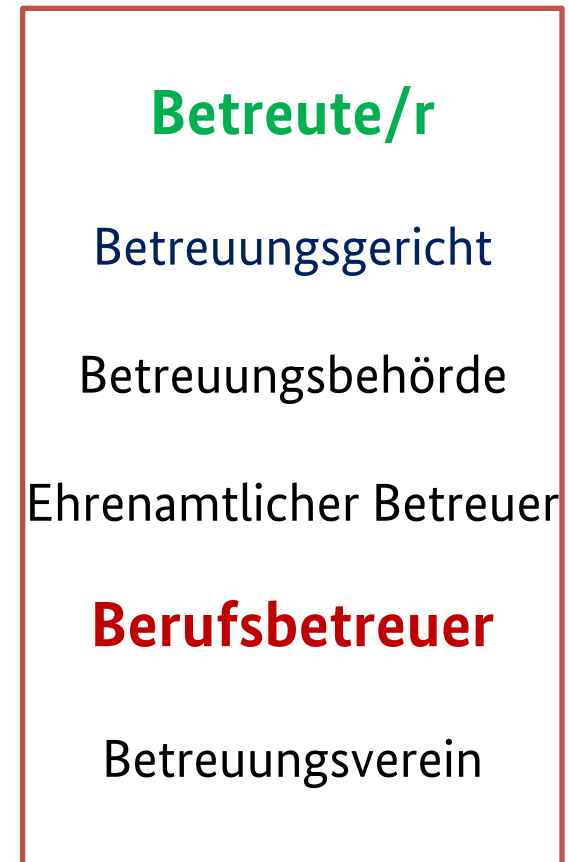 Betreute/r
Betreuungsgericht
Betreuungsbehörde
Ehrenamtlicher Betreuer
Berufsbetreuer
Betreuungsverein